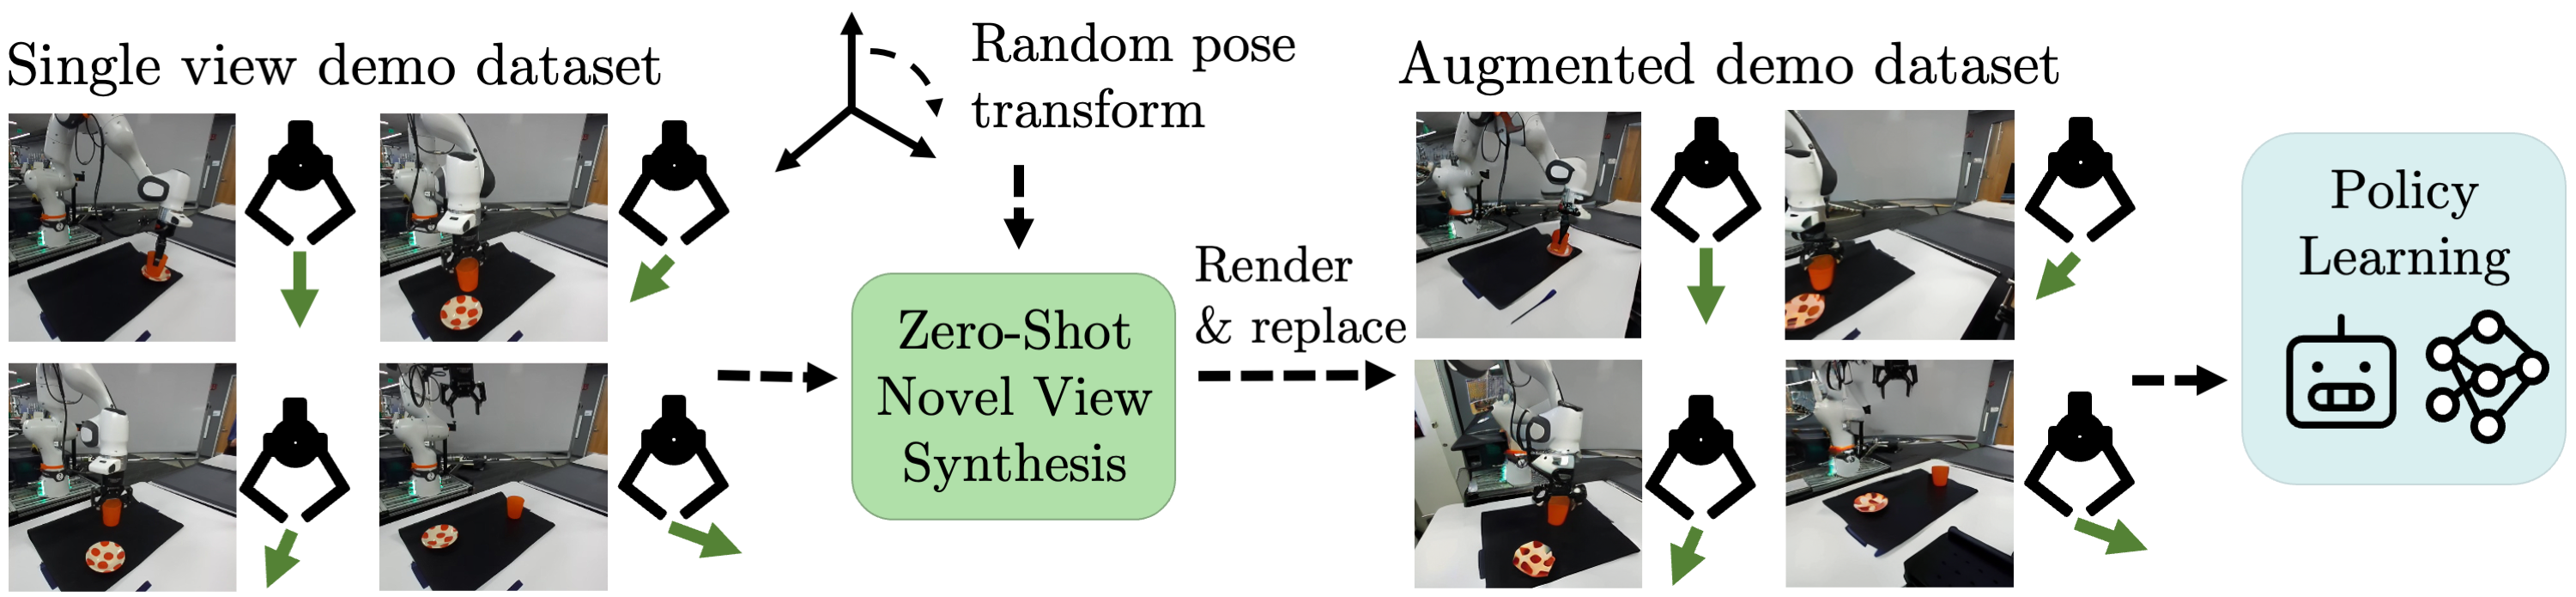 Single view demo dataset
Random pose
transform
Zero-Shot
Novel View
Synthesis
Render
& replace
Augmented demo dataset
Policy
Learning